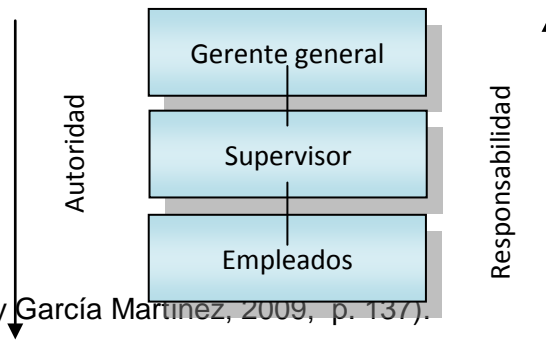 Gerente general
Autoridad
Supervisor
Responsabilidad
Empleados
y García Martínez, 2009, p. 137).